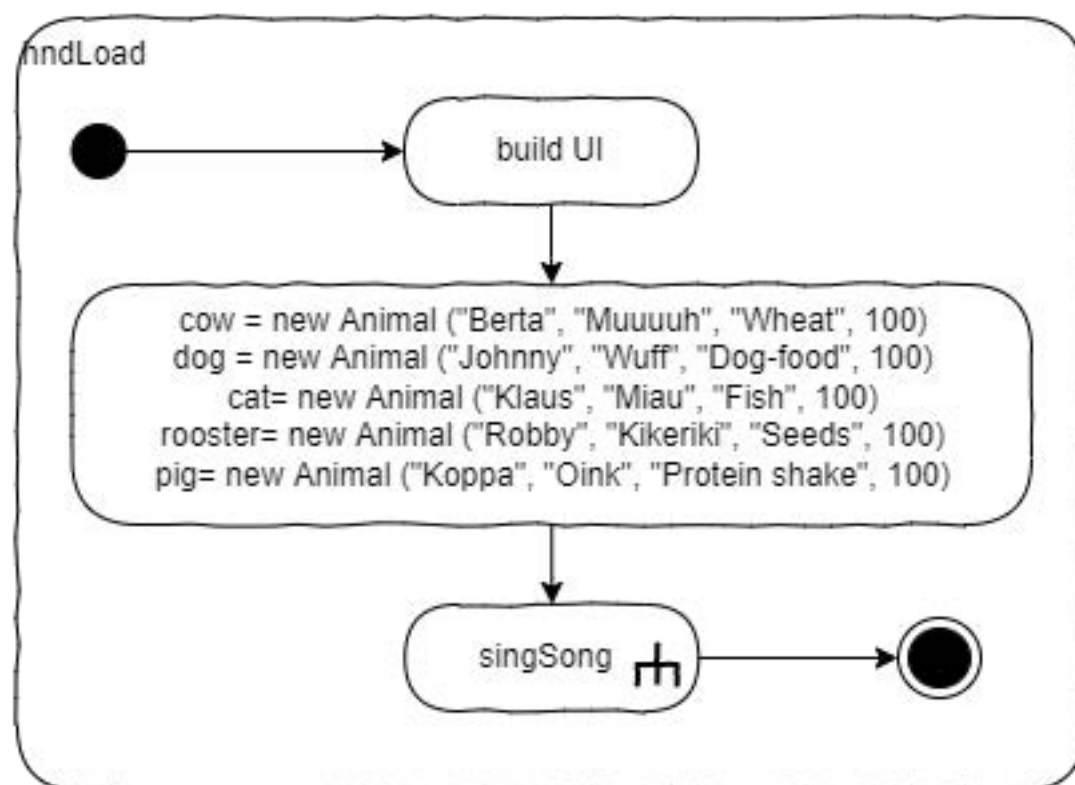 hndLoad
build UI
cow = new Animal ("Berta", "Muuuuh", "Wheat", 100)
dog = new Animal ("Johnny", "Wuff", "Dog-food", 100)
cat= new Animal ("Klaus", "Miau", "Fish", 100)
rooster= new Animal ("Robby", "Kikeriki", "Seeds", 100)
pig= new Animal ("Koppa", "Oink", "Protein shake", 100)
singSong